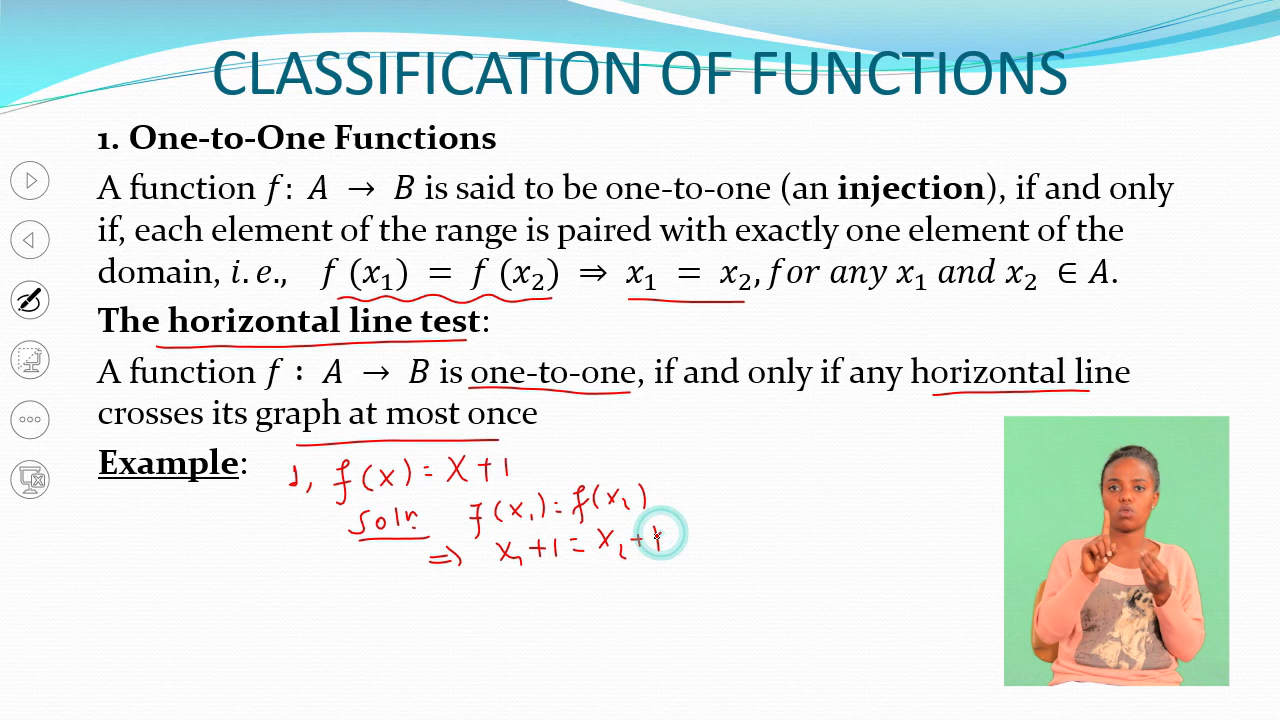 CLASSIFICATION OF FUNCTIONS
1. One-to-One Functions
A function f: A → B is said to be one-to-one (an injection), if and only
if, each element of the range is paired with exactly one element of the
domain, i.e., f (x₁) = f (x₂) ⇒ x₁ = x₂, for any x₁ and x₂ ∈ A.
The horizontal line test:
A function f : A → B is one-to-one, if and only if any horizontal line
crosses its graph at most once
Example:
1, f(x) = x+1
Soln f(x₁) = f(x₂)
⇒ x₁+1 = x₂+1